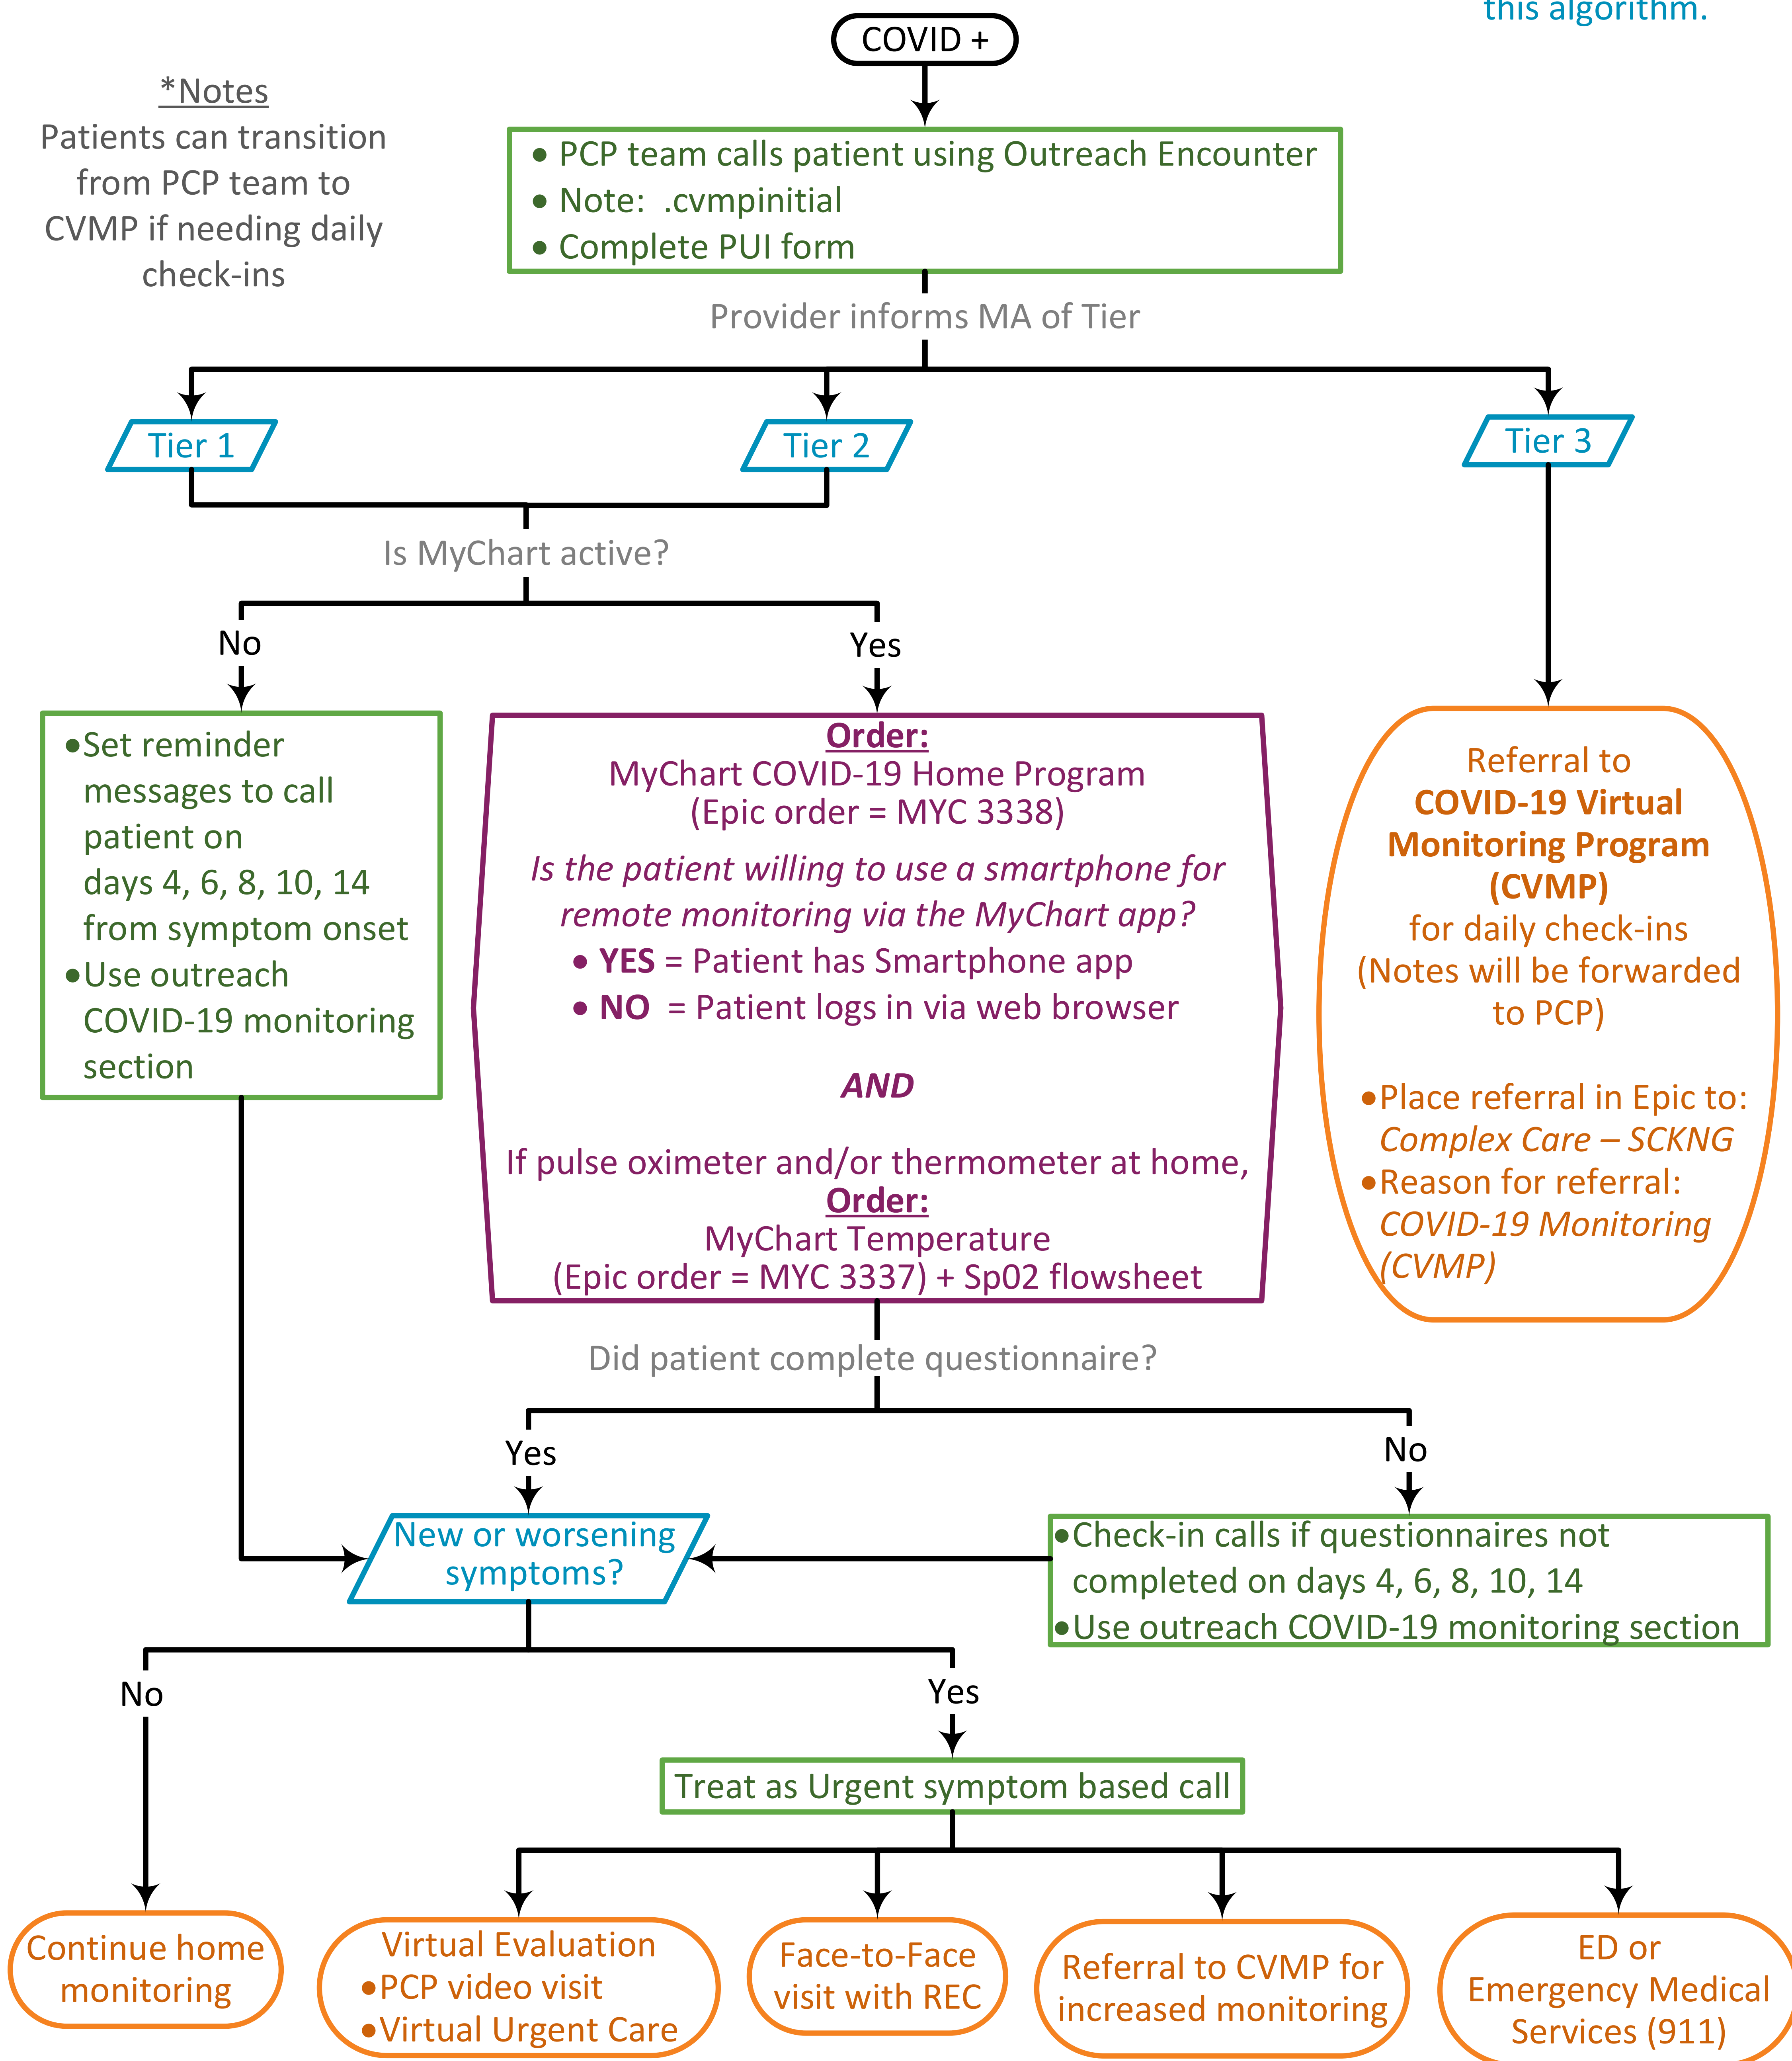 this algorithm.
COVID +
*Notes
Patients can transition
from PCP team to
CVMP if needing daily
check-ins
• PCP team calls patient using Outreach Encounter
• Note:  .cvmpinitial
• Complete PUI form
Provider informs MA of Tier
Tier 1
Tier 2
Tier 3
Is MyChart active?
No
Yes
•Set reminder
messages to call
patient on
days 4, 6, 8, 10, 14
from symptom onset
•Use outreach
COVID-19 monitoring
section
Order:
MyChart COVID-19 Home Program
(Epic order = MYC 3338)
Is the patient willing to use a smartphone for
remote monitoring via the MyChart app?
• YES = Patient has Smartphone app
• NO  = Patient logs in via web browser
AND
If pulse oximeter and/or thermometer at home,
Order:
MyChart Temperature
(Epic order = MYC 3337) + Sp02 flowsheet
Referral to
COVID-19 Virtual
Monitoring Program
(CVMP)
for daily check-ins
(Notes will be forwarded
to PCP)
•Place referral in Epic to:
Complex Care – SCKNG
•Reason for referral:
COVID-19 Monitoring
(CVMP)
Did patient complete questionnaire?
Yes
No
New or worsening
symptoms?
•Check-in calls if questionnaires not
completed on days 4, 6, 8, 10, 14
•Use outreach COVID-19 monitoring section
No
Yes
Treat as Urgent symptom based call
Continue home
monitoring
Virtual Evaluation
•PCP video visit
•Virtual Urgent Care
Face-to-Face
visit with REC
Referral to CVMP for
increased monitoring
ED or
Emergency Medical
Services (911)